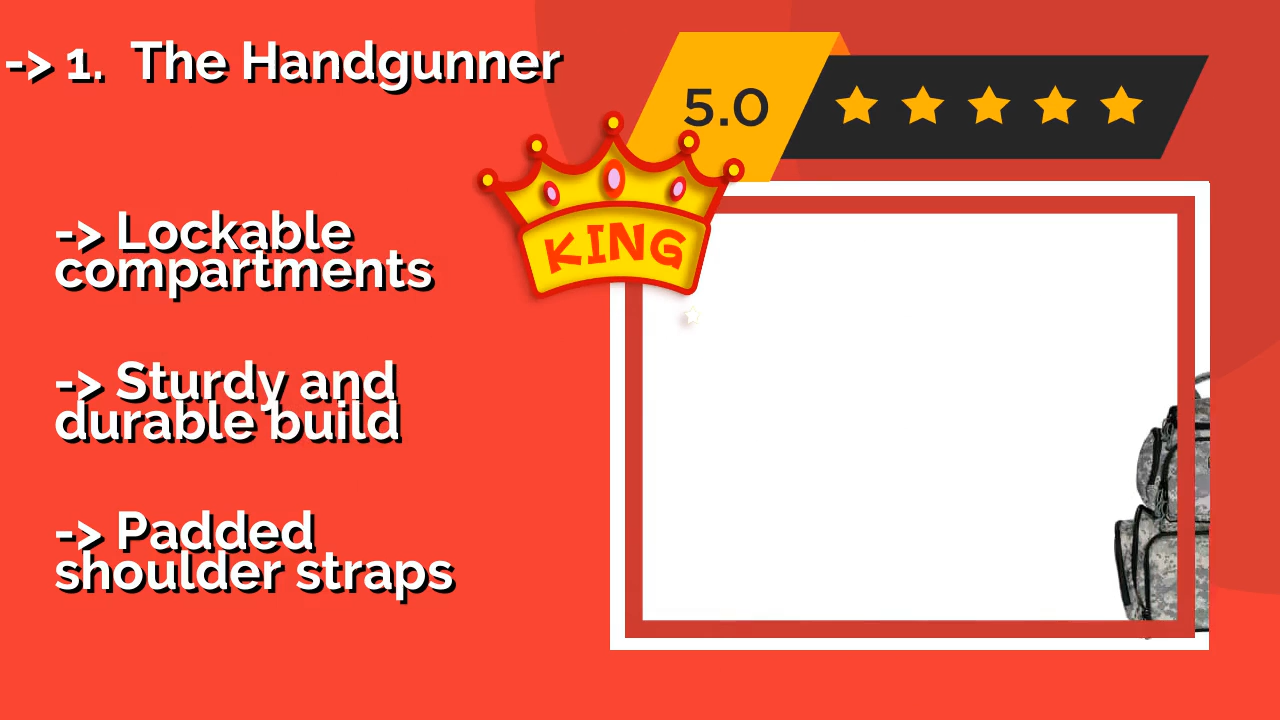 -> 1. The Handgunner
5.0
KING
-> Lockable
compartments
-> Sturdy and
durable build
-> Padded
shoulder straps